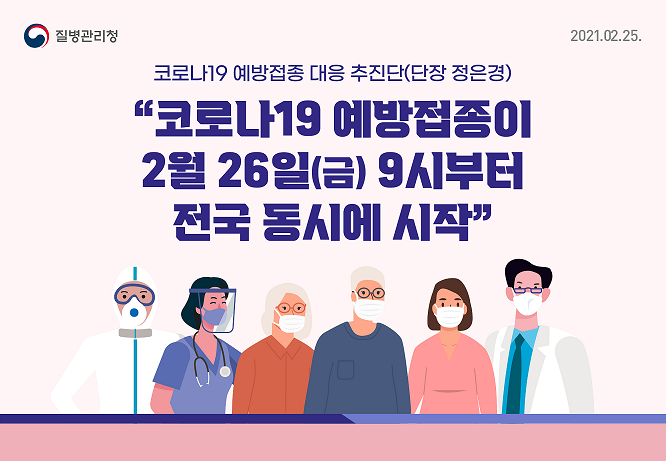 질병관리청
2021.02.25.
코로나19 예방접종 대응 추진단(단장 정은경)
“코로나19 예방접종이
2월 26일(금) 9시부터
전국 동시에 시작”